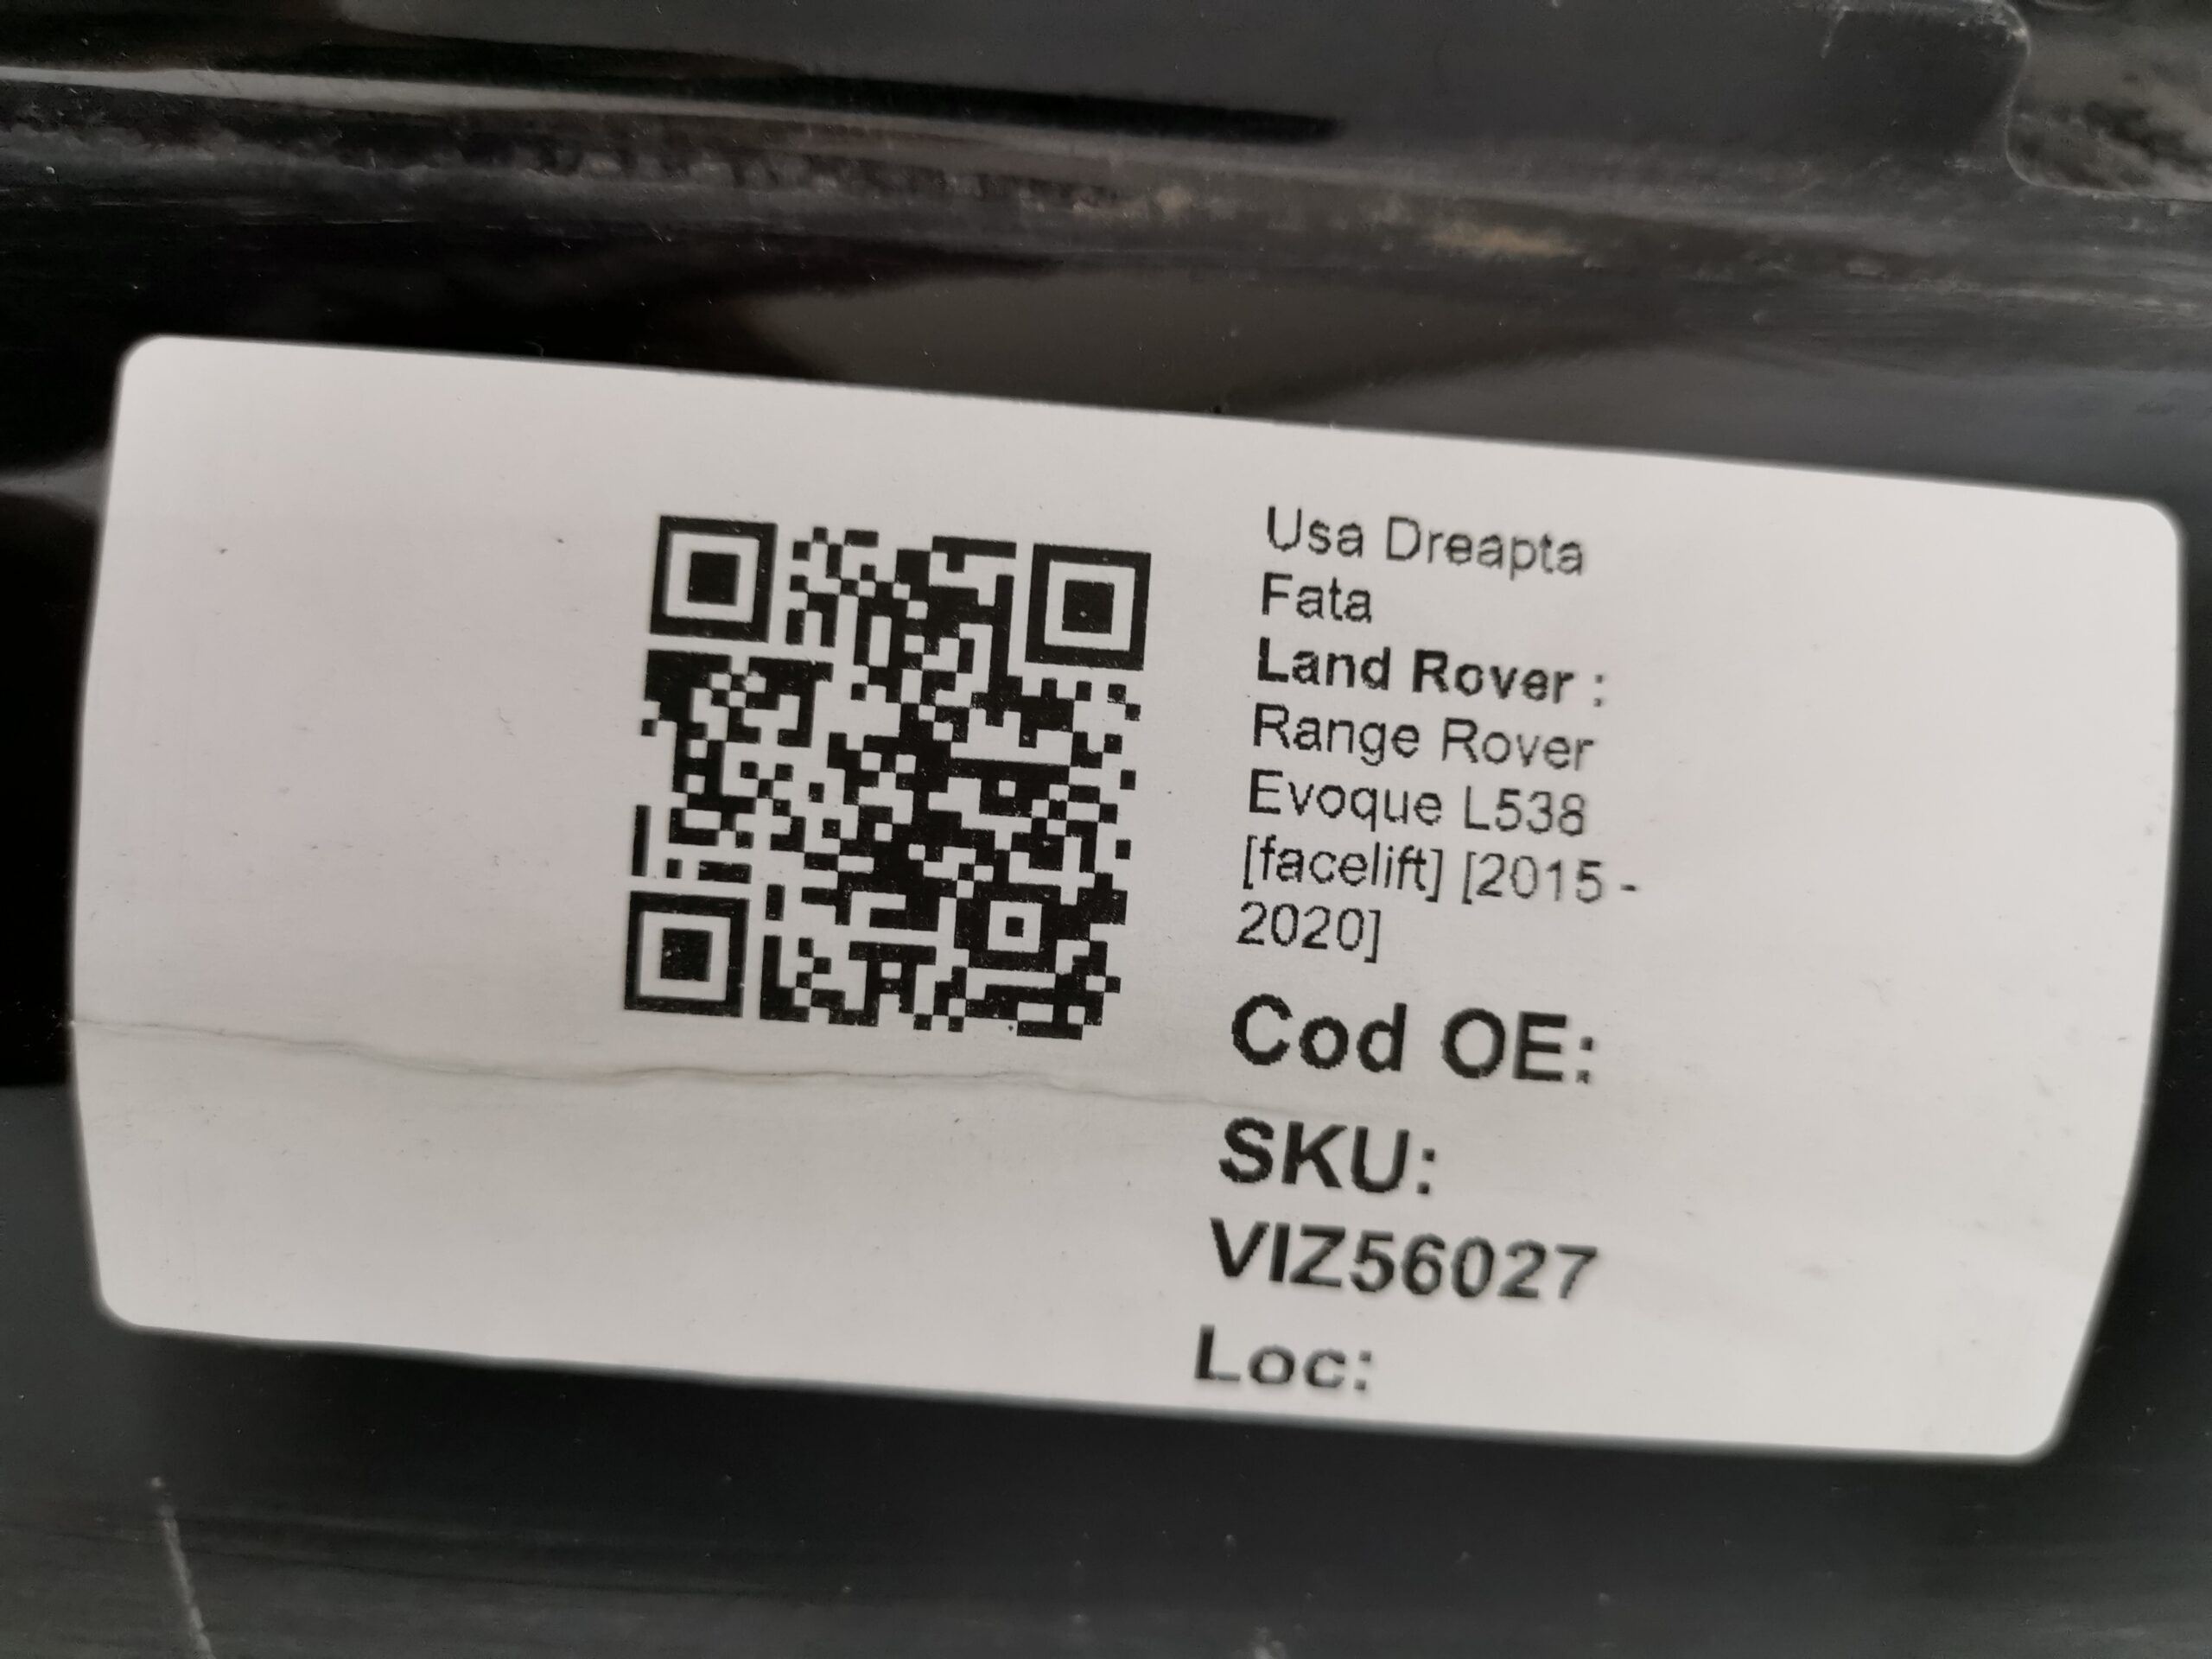 Usa Dreapta
Fata
Land Rover :
Range Rover
Evoque L538
[facelift] [2015 -
2020]
Cod OE:
SKU:
VIZ56027
Loc: